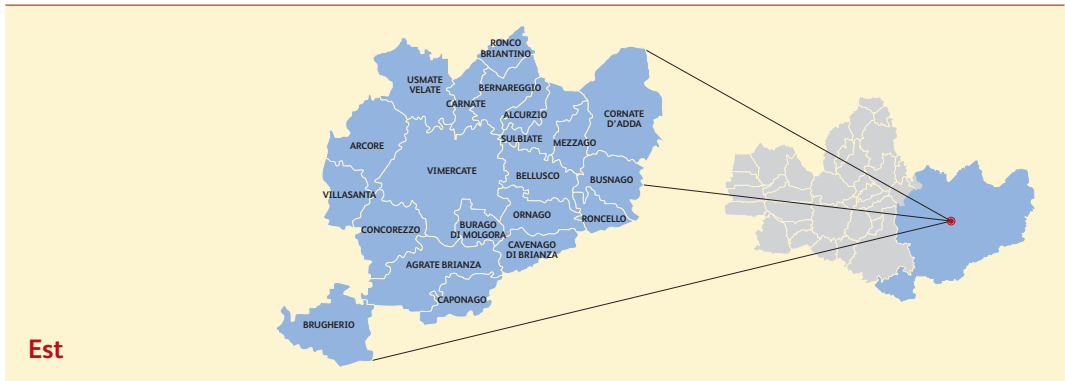 RONCO
BRIANTINO
USMATE
VELATE
BERNAREGGIO
CARNATE
ALCURZIO
CORNATE
D'ADDA
SULBIATE
MEZZAGO
ARCORE
VIMERCATE
BELLUSCO
BUSNAGO
VILLASANTA
ORNAGO
RONCELLO
CONCOREZZO
BURAGO
DI MOLGORA
CAVENAGO
DI BRIANZA
AGRATE BRIANZA
CAPONAGO
BRUGHERIO
Est